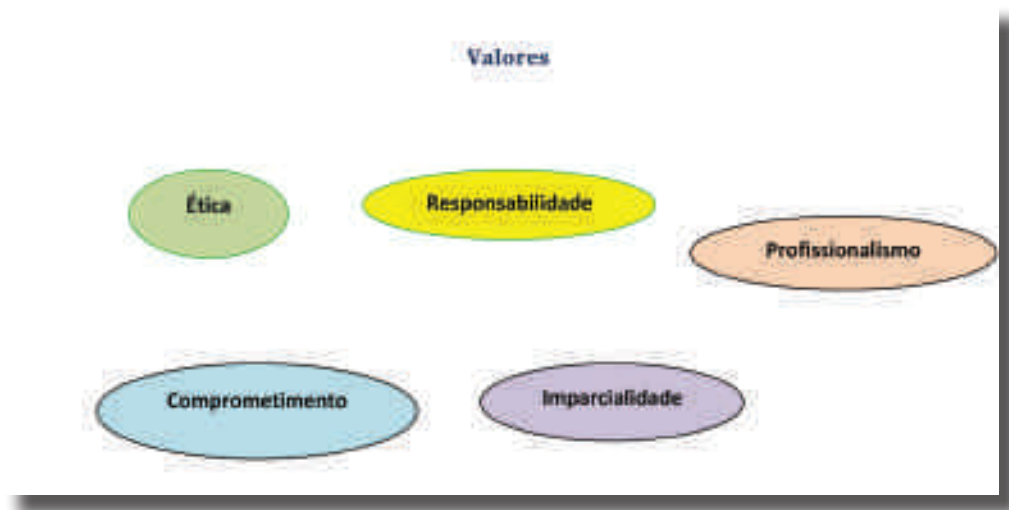 Valores
Ética
Responsabilidade
Profissionalismo
Comprometimento
Imparcialidade